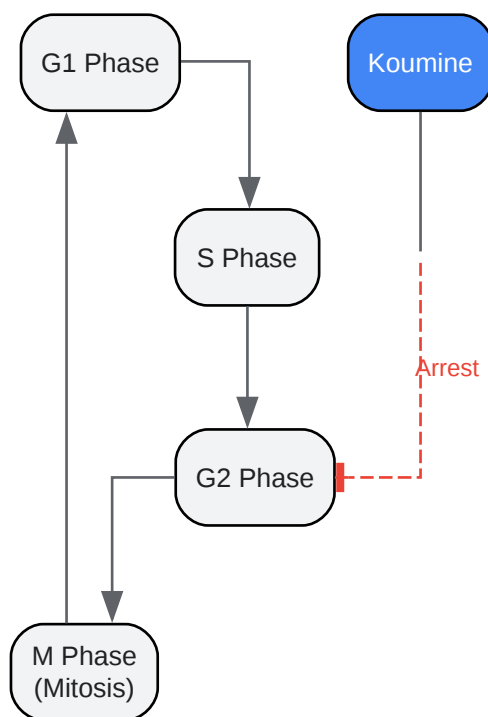 G1 Phase
Koumine
S Phase
Arrest
G2 Phase
M Phase
(Mitosis)